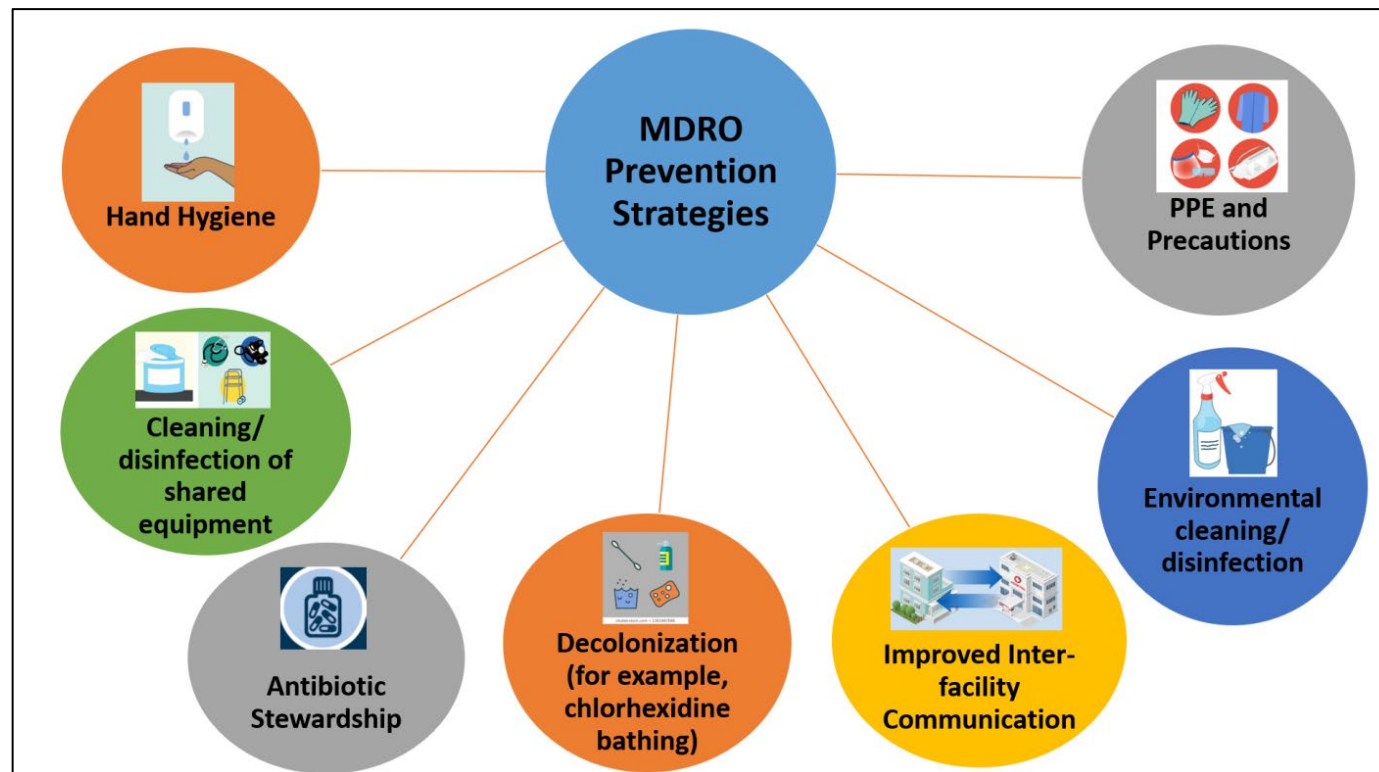 MDRO
Prevention
Strategies
Hand Hygiene
PPE and
Precautions
Cleaning/
disinfection of
shared
equipment
Environmental
cleaning/
disinfection
Antibiotic
Stewardship
Decolonization
(for example,
chlorhexidine
bathing)
Improved Inter-
facility
Communication